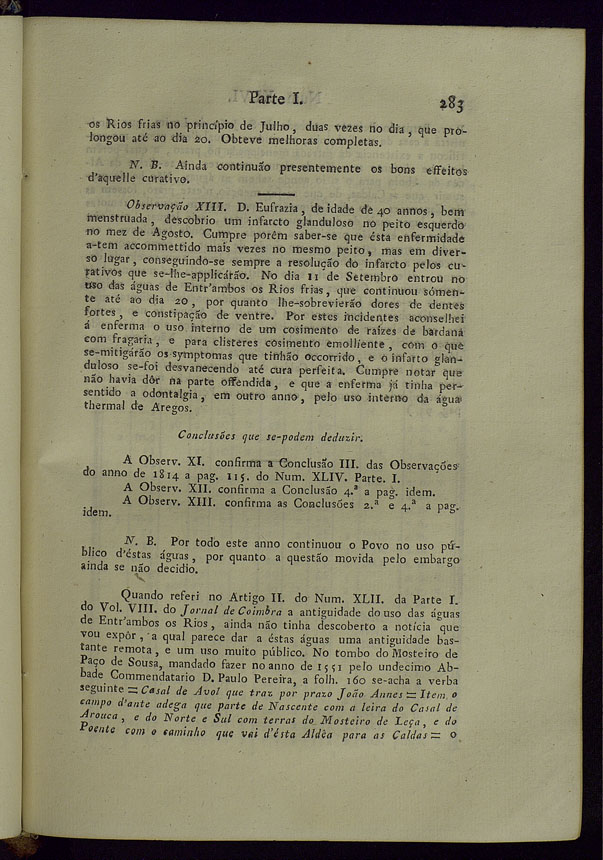 Parte I. 283
os Rios frias no princípio de Julho, duas vezes no dia, que pro-
longou até ao dia 20. Obteve melhoras completas.
N. B. Ainda continuão presentemente os bons effeitos
d'aquelle curativo.
Observação XIII. D. Eufrazia, de idade de 40 annos, bem
menstruada, descobrio um infarcto glanduloso no peito esquerdo
no mez de Agosto. Cumpre porêm saber-se que ésta enfermidade
a-tem accommettido mais vezes no mesmo peito, mas em diver-
so lugar, conseguindo-se sempre a resolução do infarcto pelos cu-
rativos que se-lhe-applicárão. No dia 11 de Setembro entrou no
uso das águas de Entr'ambos os Rios frias, que continuou sómen-
te até ao dia 20, por quanto lhe-sobrevierão dores de dentes
fortes, e constipação de ventre. Por estes incidentes aconselhei
á enferma o uso interno de um cosimento de raízes de bardana
com fragaria, e para clisteres cosimento emolliente, com o que
se-mitigarão os symptomas que tinhão occorrido, e o infarto glan-
duloso se-foi desvanecendo até cura perfeita. Cumpre notar que
não havia dôr na parte offendida, e que a enferma já tinha per-
sentido a odontalgia, em outro anno, pelo uso interno da água
thermal de Aregos.
Conclusões que se-podem deduzir.
A Observ. XI. confirma a Conclusão III. das Observações
do anno de 1814 a pag. 115. do Num. XLIV. Parte I.
A Observ. XII. confirma a Conclusão 4.ª a pag. idem.
A Observ. XIII. confirma as Conclusões 2.ª e 4.ª a pag.
idem.
N. B. Por todo este anno continuou o Povo no uso pú-
blico d'éstas águas, por quanto a questão movida pelo embargo
ainda se não decidio.
Quando referi no Artigo II. do Num. XLII. da Parte I.
do Vol. VIII. do Jornal de Coimbra a antiguidade do uso das águas
de Entr'ambos os Rios, ainda não tinha descoberto a notícia que
vou expôr, a qual parece dar a éstas águas uma antiguidade bas-
tante remota, e um uso muito público. No tombo do Mosteiro de
Paço de Sousa, mandado fazer no anno de 1551 pelo undecimo Ab-
bade Commendatario D. Paulo Pereira, a folh. 160 se-acha a verba
seguinte = Casal de Avol que traz por prazo João Annes = Item o
campo d'ante adega que parte de Nascente com a leira do Casal de
Arouca, e do Norte e Sul com terras do Mosteiro de Leça, e do
Poente com o caminho que vai d'ésta Aldêa para as Caldas = o